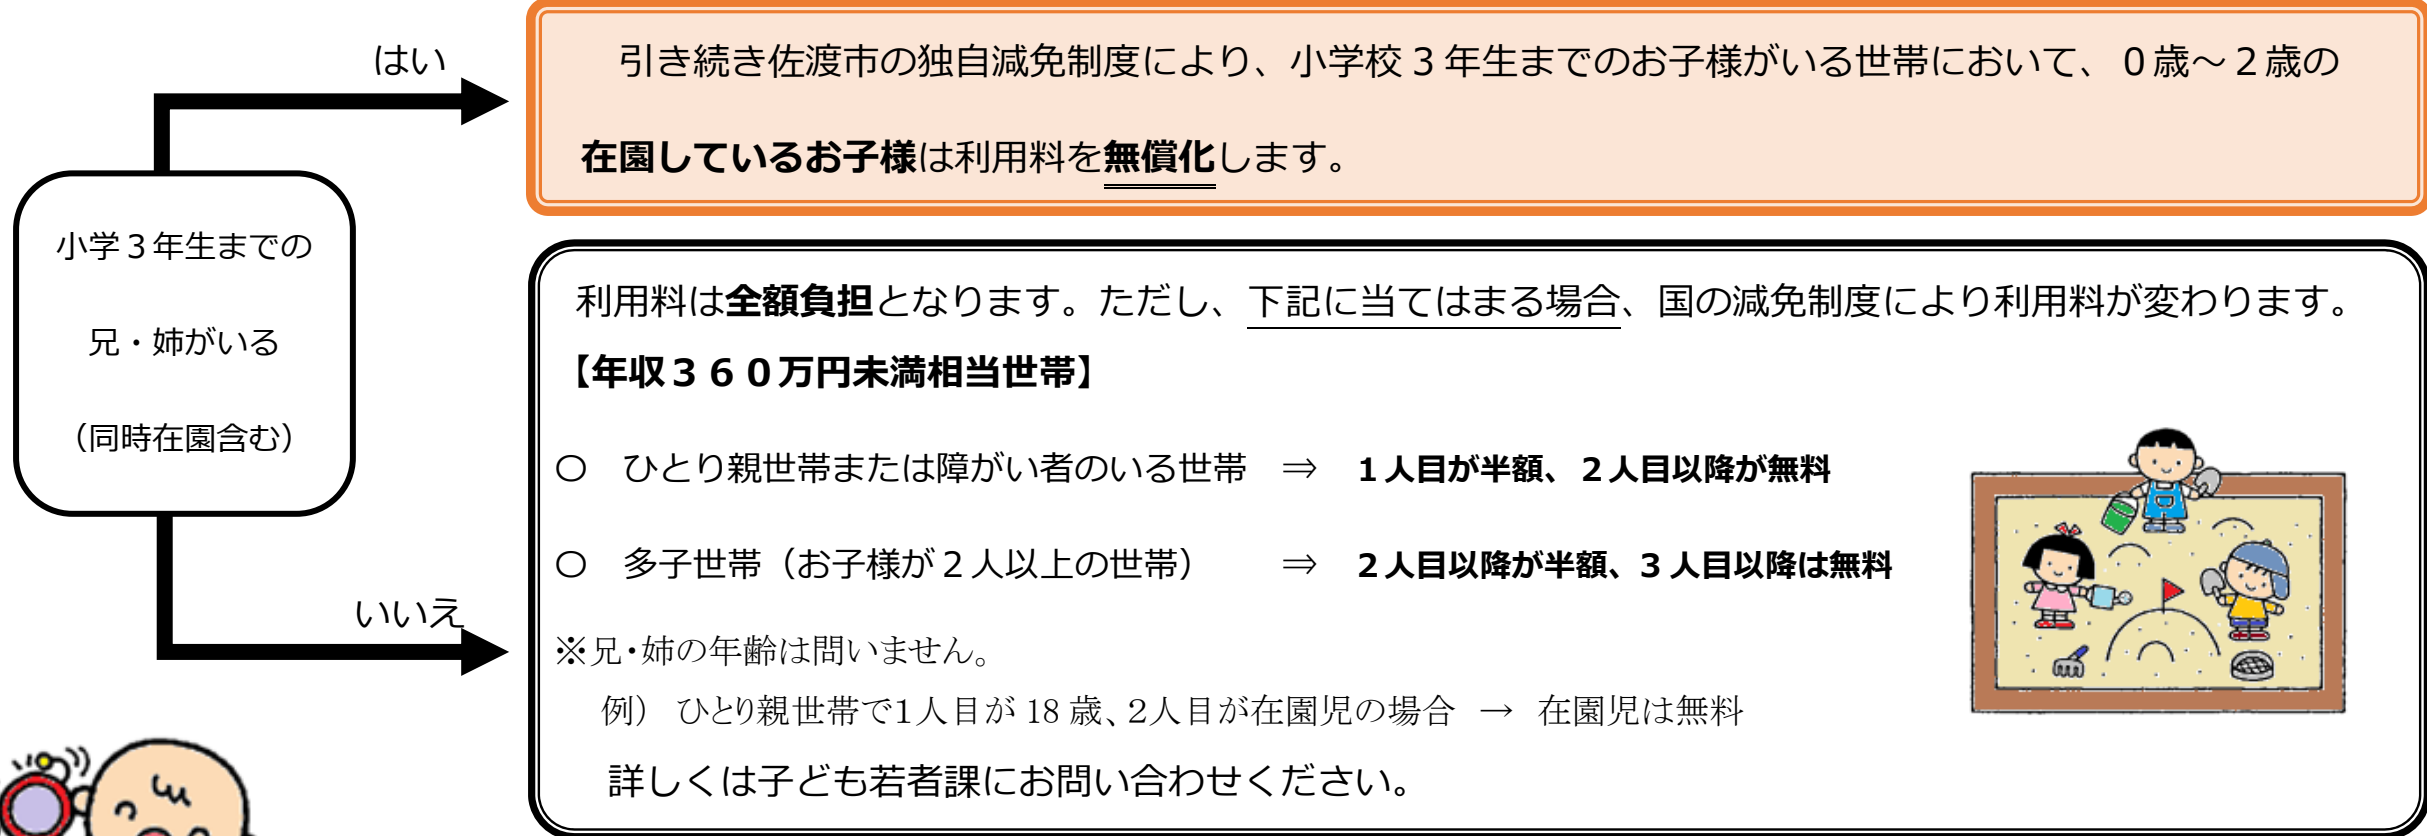 はい
引き続き佐渡市の独自減免制度により、小学校３年生までのお子様がいる世帯において、０歳～２歳の
在園しているお子様は利用料を無償化します。
小学３年生までの
兄・姉がいる
（同時在園含む）
いいえ
利用料は全額負担となります。ただし、下記に当てはまる場合、国の減免制度により利用料が変わります。
【年収３６０万円未満相当世帯】
○　ひとり親世帯または障がい者のいる世帯　⇒　１人目が半額、２人目以降が無料
○　多子世帯（お子様が２人以上の世帯）　　⇒　２人目以降が半額、３人目以降は無料
※兄・姉の年齢は問いません。
例）　ひとり親世帯で１人目が 18 歳、２人目が在園児の場合　→　在園児は無料
詳しくは子ども若者課にお問い合わせください。